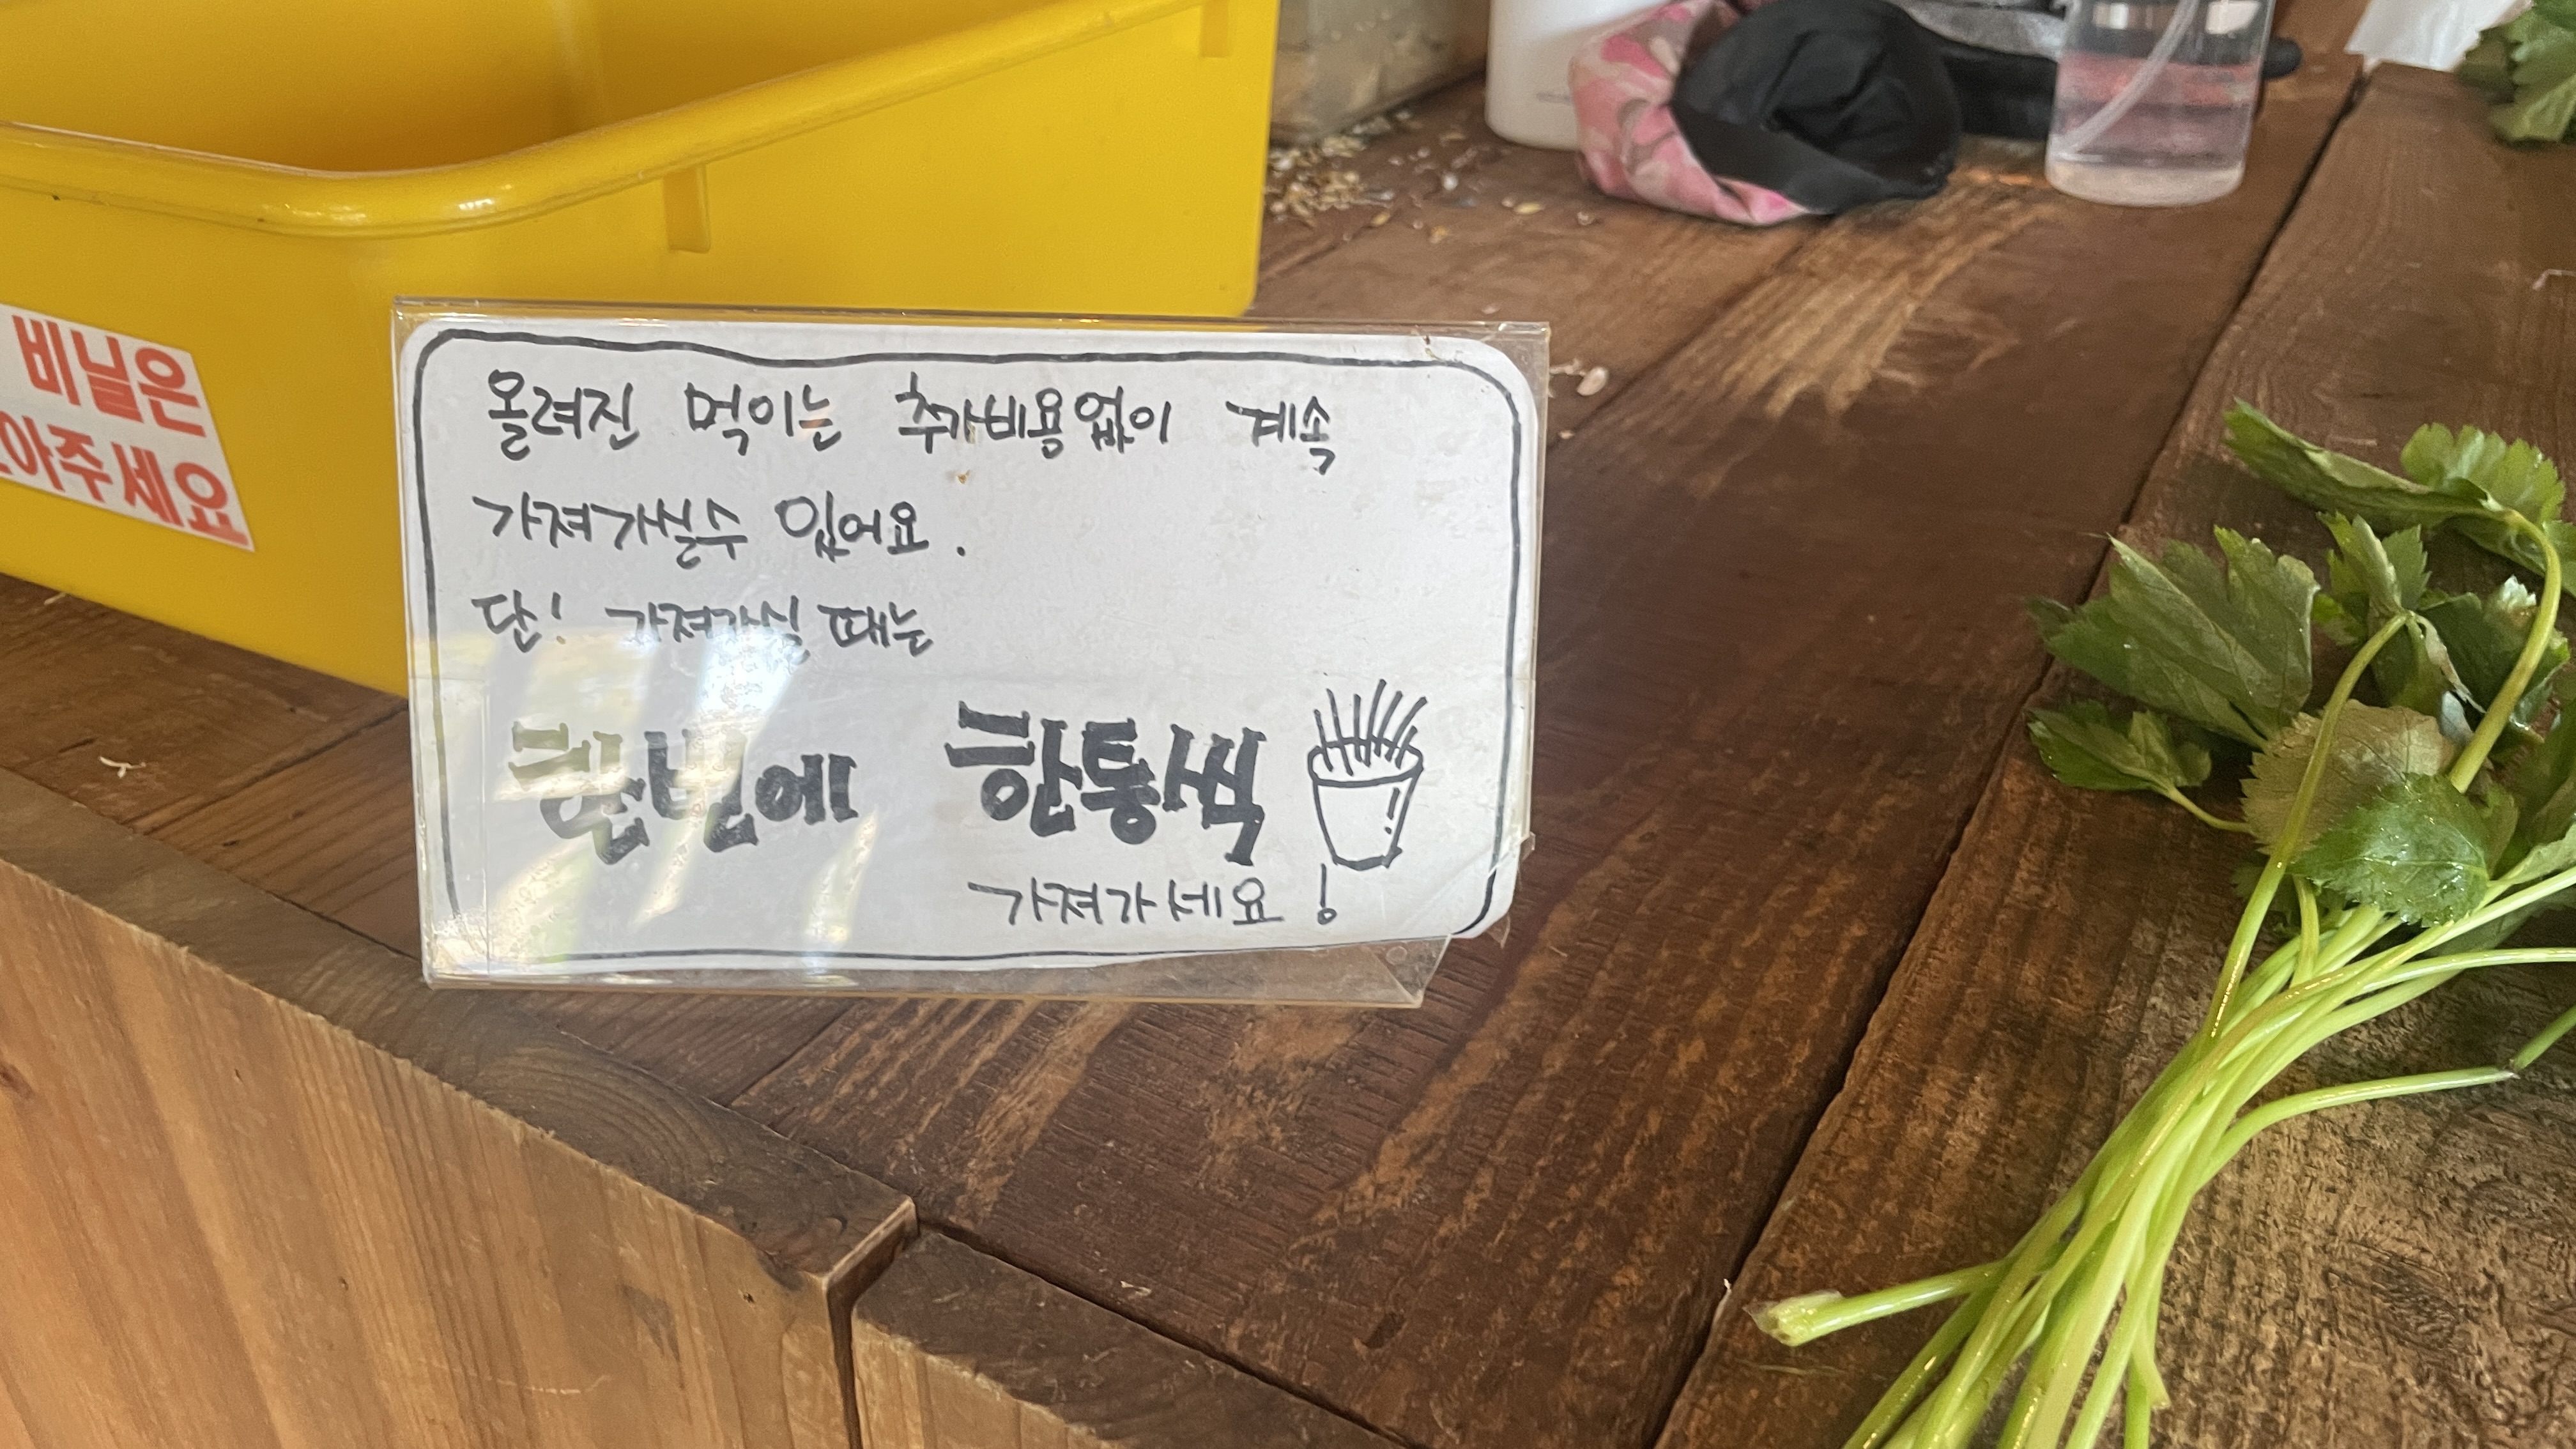 비닐은
아주세요
올려진 먹이는 추가비용없이 계속
가져가실수 있어요.
단! 가져가실 때는
한번에 한통씩
가져가세요!